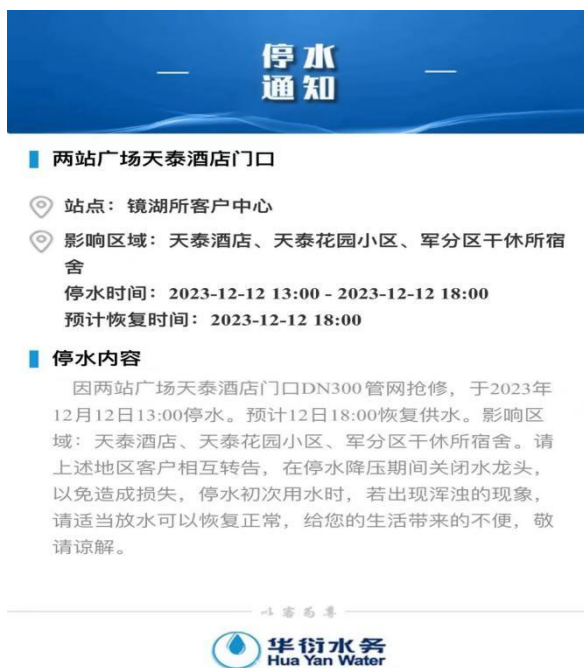 停水
通知
两站广场天泰酒店门口
站点：镜湖所客户中心
影响区域：天泰酒店、天泰花园小区、军分区干休所宿
舍
停水时间：2023-12-12 13:00 - 2023-12-12 18:00
预计恢复时间：2023-12-12 18:00
停水内容
因两站广场天泰酒店门口DN300管网抢修，于2023年
12月12日13:00停水。预计12日18:00恢复供水。影响区
域：天泰酒店、天泰花园小区、军分区干休所宿舍。请
上述地区客户相互转告，在停水降压期间关闭水龙头，
以免造成损失，停水初次用水时，若出现浑浊的现象，
请适当放水可以恢复正常，给您的生活带来的不便，敬
请谅解。
以客为尊
华衍水务
Hua Yan Water